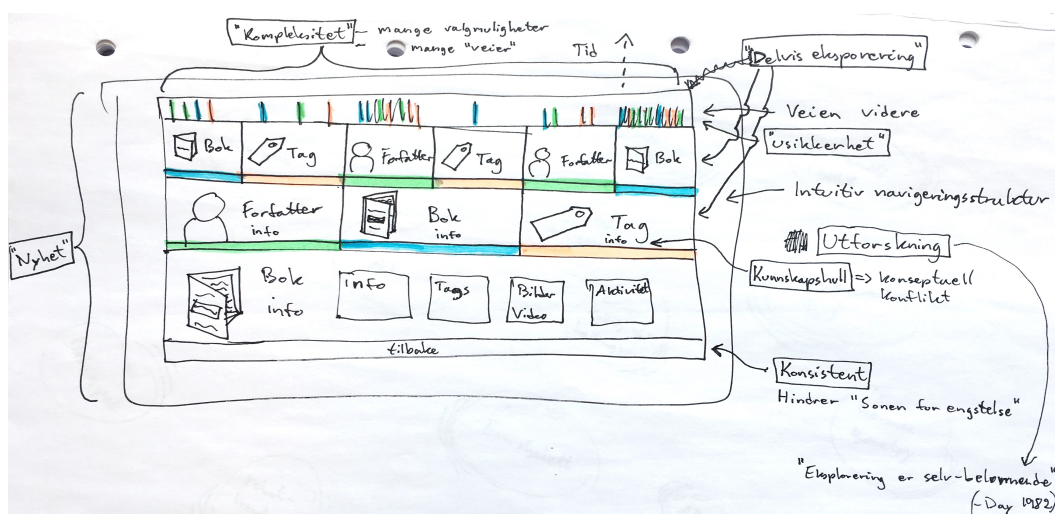 "Kompleksitet" - mange valgmuligheter
- mange "veier"
Tid
"Delvis eksponering"
Veien videre
"usikkerhet"
Bok
Tag
Forfatter
Tag
Forfatter
Bok
Intuitiv navigeringsstruktur
Forfatter
info
Bok
info
Tag
info
"Nyhet"
Utforskning
Kunnskapshull => konseptuell
konflikt
Bok
info
info
Tags
Bilder
Video
Aktivitet
tilbake
Konsistent
Hindrer "Sonen for engstelse"
"Eksplorering er selv-belønnende"
(-Day 1982)